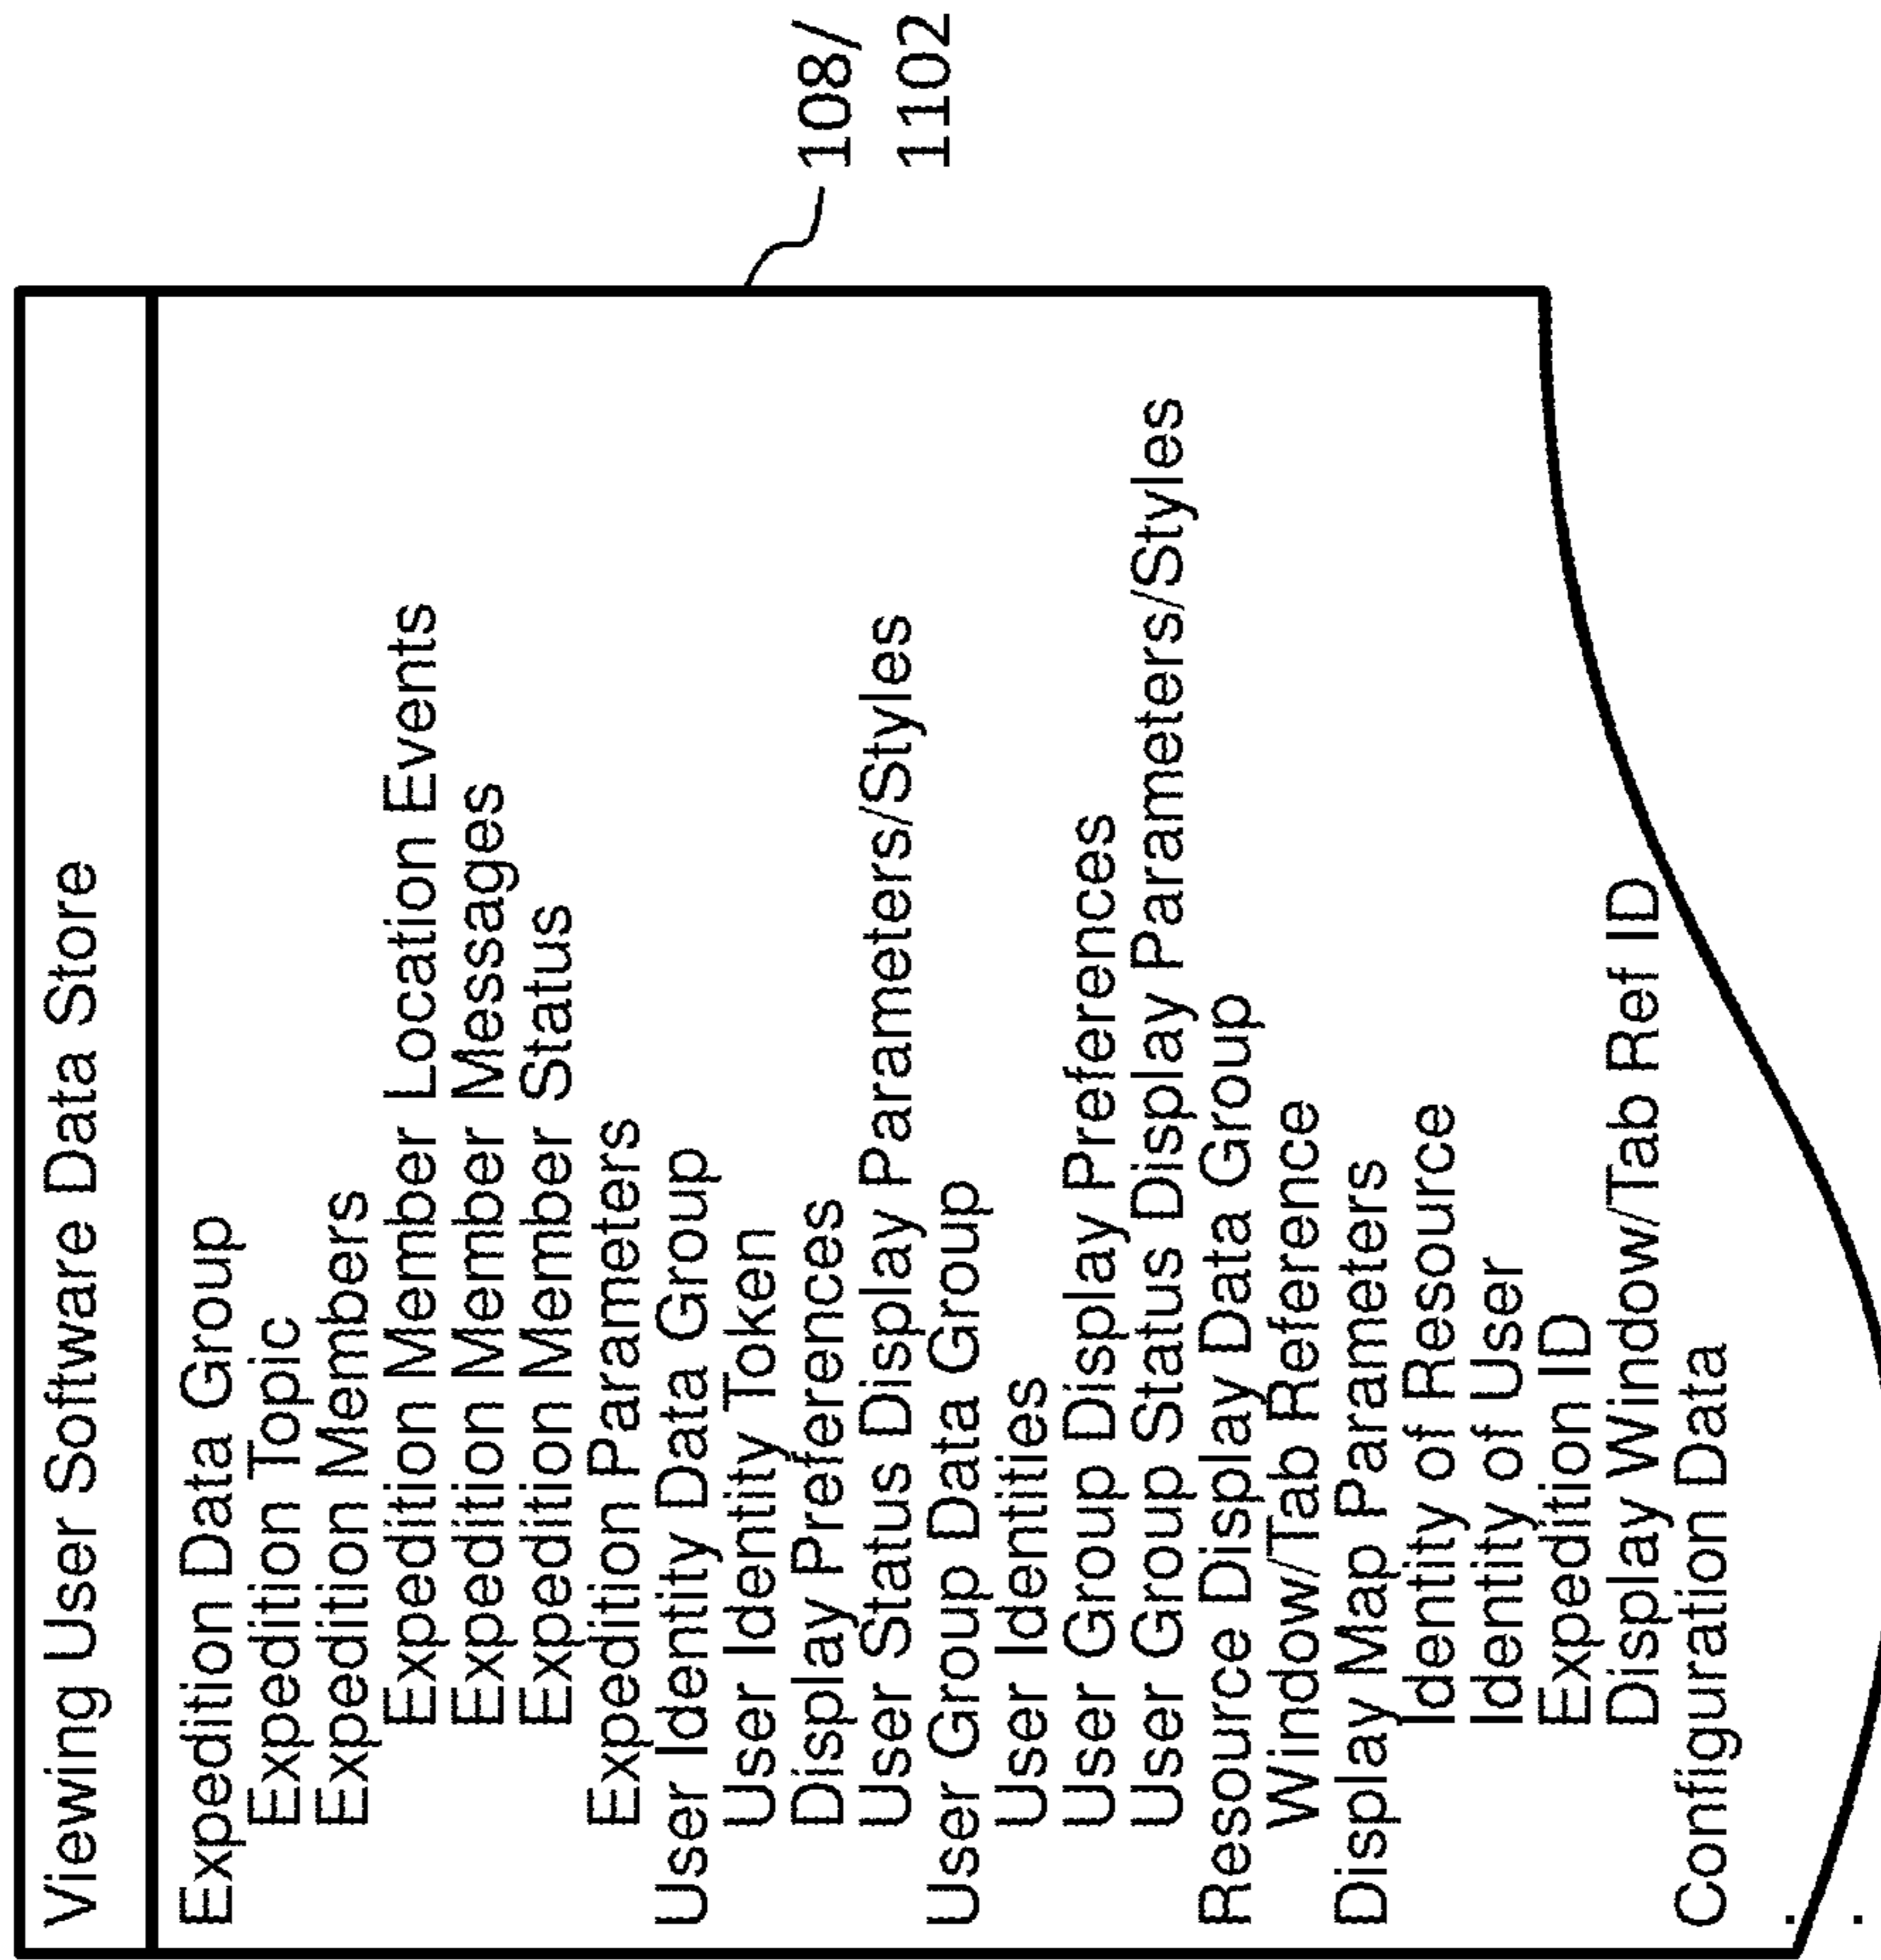 Viewing User Software Data Store
Expedition Data Group
Expedition Topic
Expedition Members
Expedition Member Location Events
Expedition Member Messages
Expedition Member Status
Expedition Parameters
User Identity Data Group
User Identity Token
Display Preferences
User Status Display Parameters/Styles
User Group Data Group
User Identities
User Group Display Preferences
User Group Status Display Parameters/Styles
Resource Display Data Group
Window/Tab Reference
Display Map Parameters
Identity of Resource
Identity of User
Expedition ID
Display Window/Tab Ref ID
Configuration Data
.
.
108/
1102